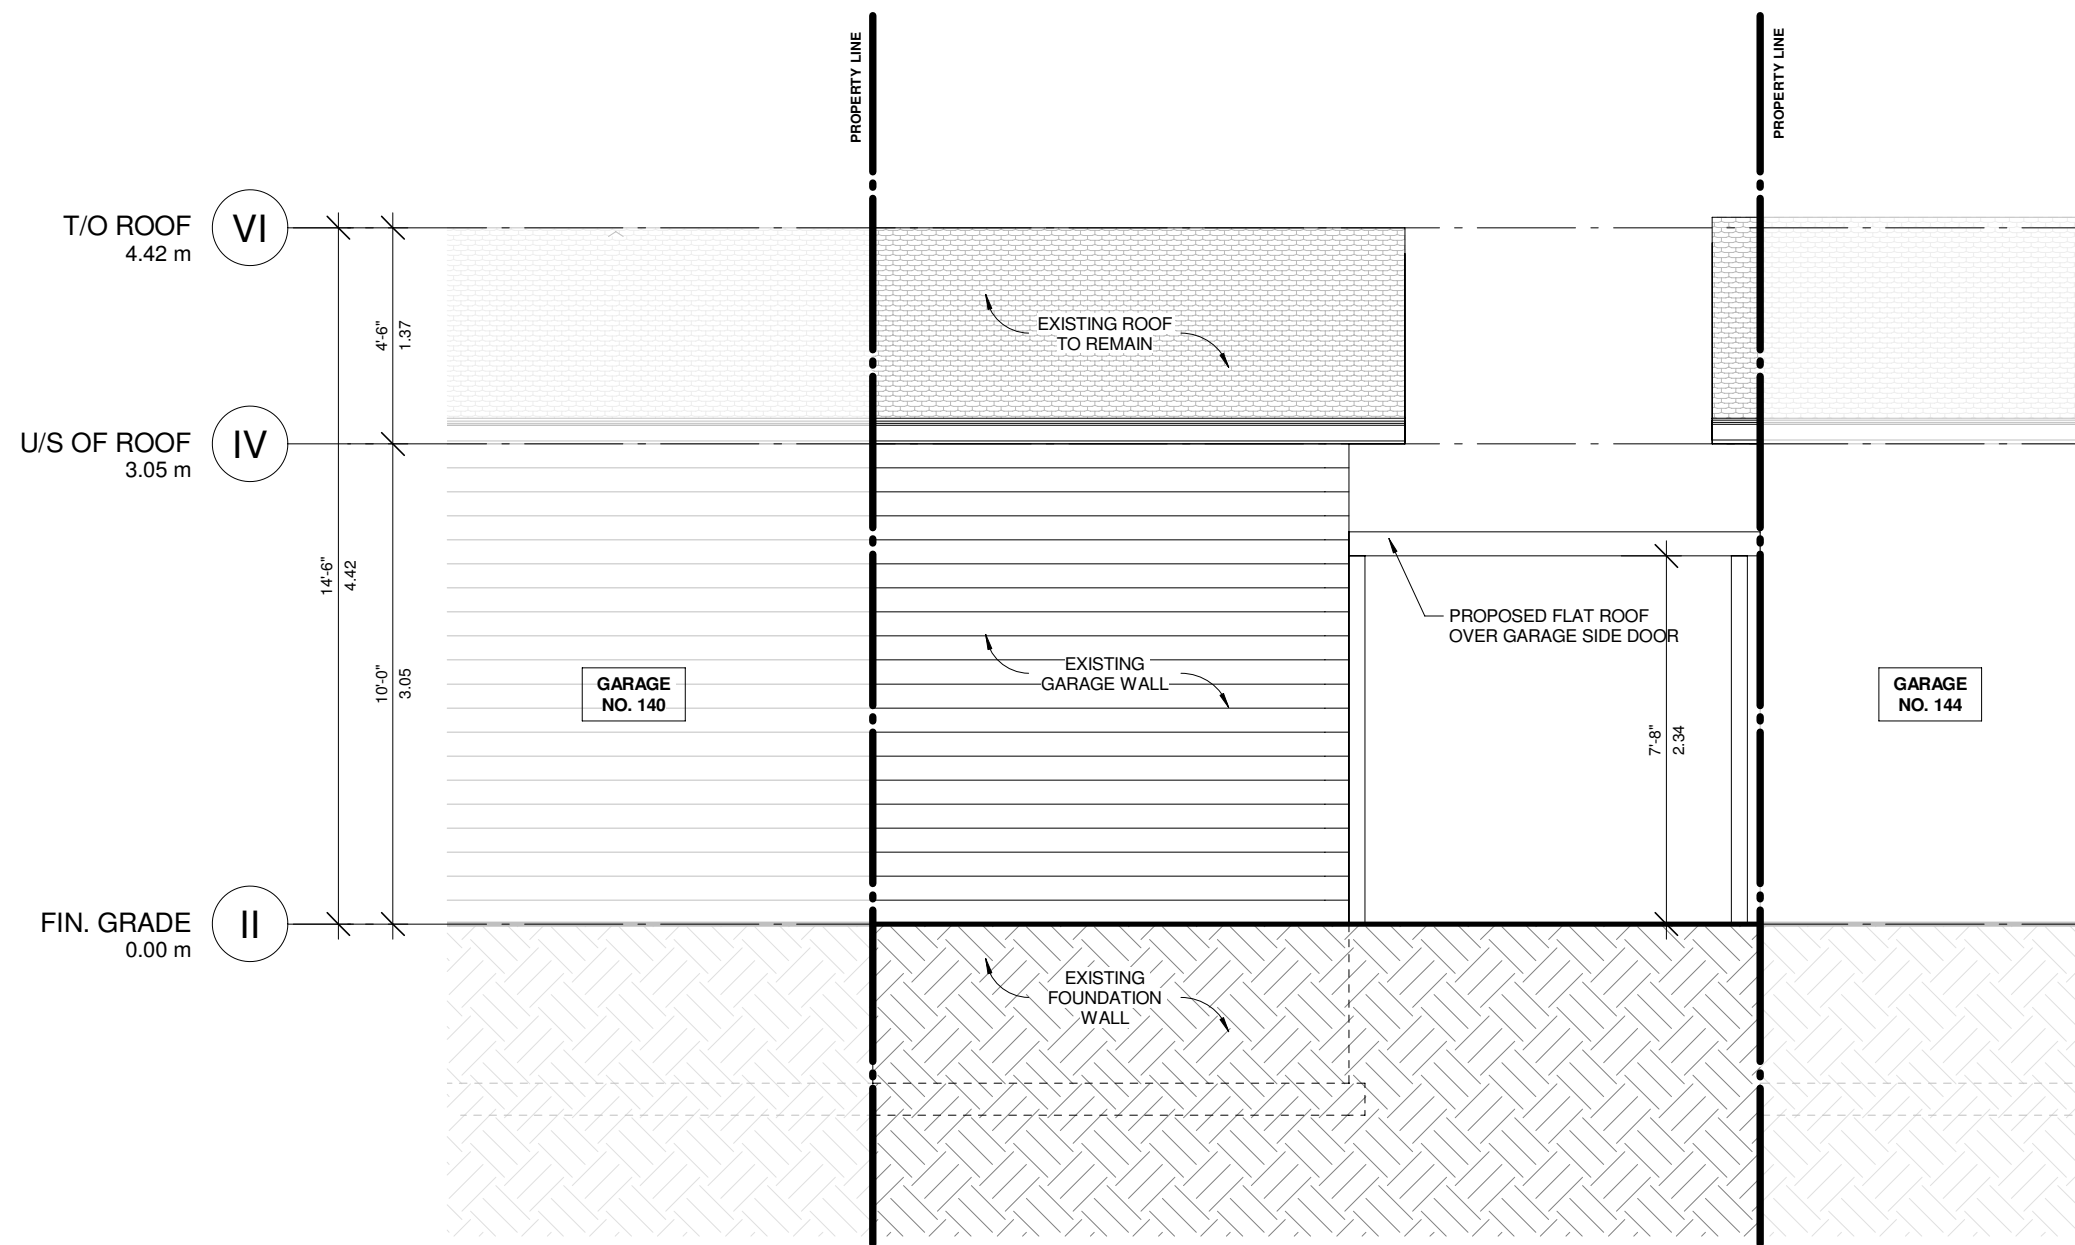 PROPERTY LINE
PROPERTY LINE
T/O ROOF
4.42 m
VI
4'-6"
1.37
EXISTING ROOF
TO REMAIN
U/S OF ROOF
3.05 m
IV
14'-6"
4.42
10'-0"
3.05
GARAGE
NO. 140
EXISTING
GARAGE WALL
PROPOSED FLAT ROOF
OVER GARAGE SIDE DOOR
7'-8"
2.34
GARAGE
NO. 144
FIN. GRADE
0.00 m
II
EXISTING
FOUNDATION
WALL